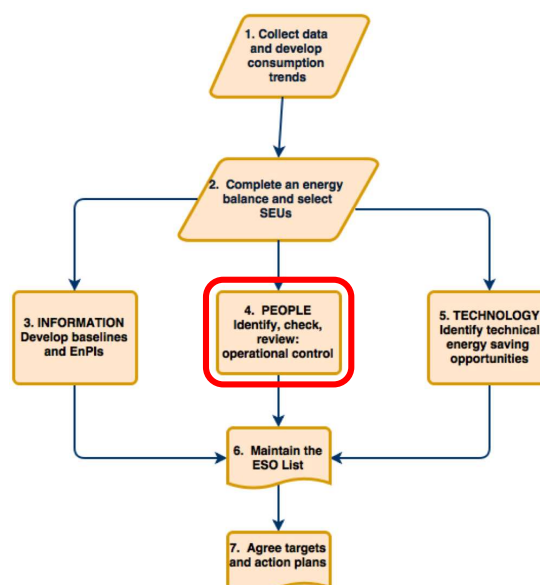 1. Collect data
and develop
consumption
trends
2. Complete an energy
balance and select
SEUs
3. INFORMATION
Develop baselines
and EnPIs
4. PEOPLE
Identify, check,
review:
operational control
5. TECHNOLOGY
Identify technical
energy saving
opportunities
6. Maintain the
ESO List
7. Agree targets
and action plans